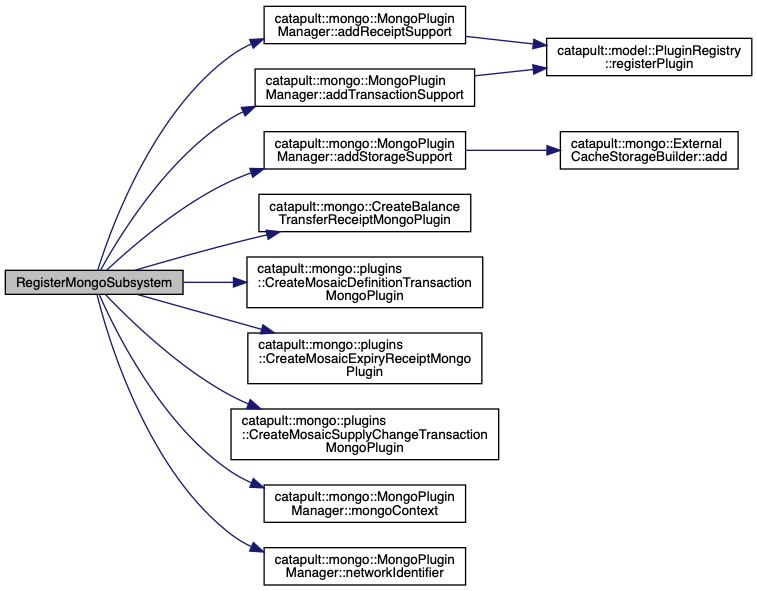 RegisterMongoSubsystem
catapult::mongo::MongoPlugin
Manager::addReceiptSupport
catapult::model::PluginRegistry
::registerPlugin
catapult::mongo::MongoPlugin
Manager::addTransactionSupport
catapult::mongo::MongoPlugin
Manager::addStorageSupport
catapult::mongo::External
CacheStorageBuilder::add
catapult::mongo::CreateBalance
TransferReceiptMongoPlugin
catapult::mongo::plugins
::CreateMosaicDefinitionTransaction
MongoPlugin
catapult::mongo::plugins
::CreateMosaicExpiryReceiptMongo
Plugin
catapult::mongo::plugins
::CreateMosaicSupplyChangeTransaction
MongoPlugin
catapult::mongo::MongoPlugin
Manager::mongoContext
catapult::mongo::MongoPlugin
Manager::networkIdentifier